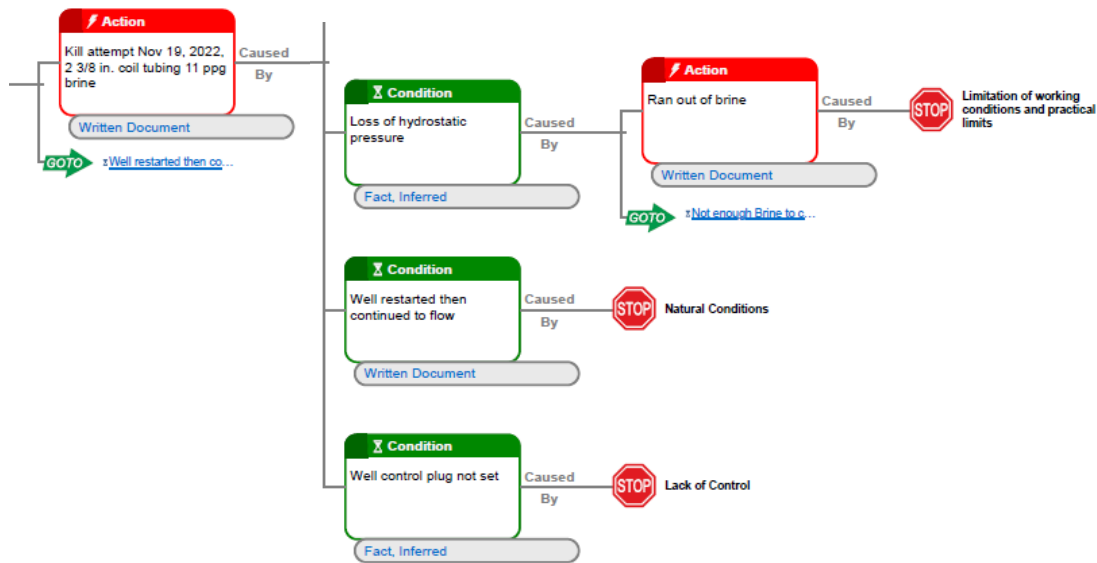 Action
Kill attempt Nov 19, 2022,
2 3/8 in. coil tubing 11 ppg
brine
Written Document
GOTO
Well restarted then co...
Caused
By
Condition
Loss of hydrostatic
pressure
Fact, Inferred
Caused
By
Action
Ran out of brine
Written Document
GOTO
Not enough Brine to c...
Caused
By
STOP
Limitation of working
conditions and practical
limits
Condition
Well restarted then
continued to flow
Written Document
Caused
By
STOP
Natural Conditions
Condition
Well control plug not set
Fact, Inferred
Caused
By
STOP
Lack of Control